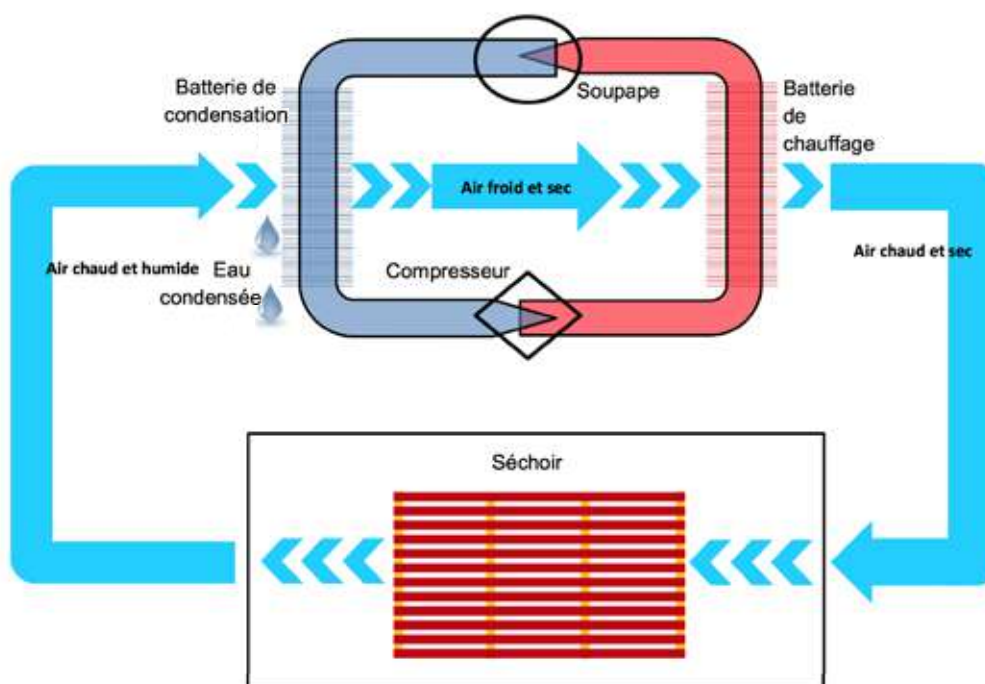 Batterie de
condensation
Soupape
Batterie
de
chauffage
Air froid et sec
Air chaud et humide
Eau
condensée
Compresseur
Air chaud et sec
Séchoir